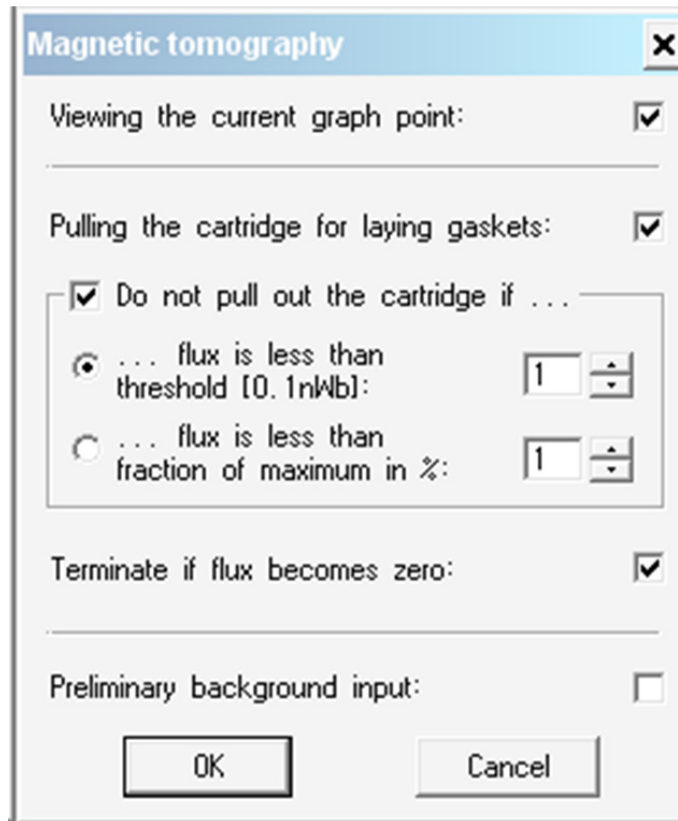 Magnetic tomography
Viewing the current graph point:
Pulling the cartridge for laying gaskets:
Do not pull out the cartridge if ...
... flux is less than
threshold [0.1nWb]:
1
... flux is less than
fraction of maximum in %:
1
Terminate if flux becomes zero:
Preliminary background input:
OK
Cancel